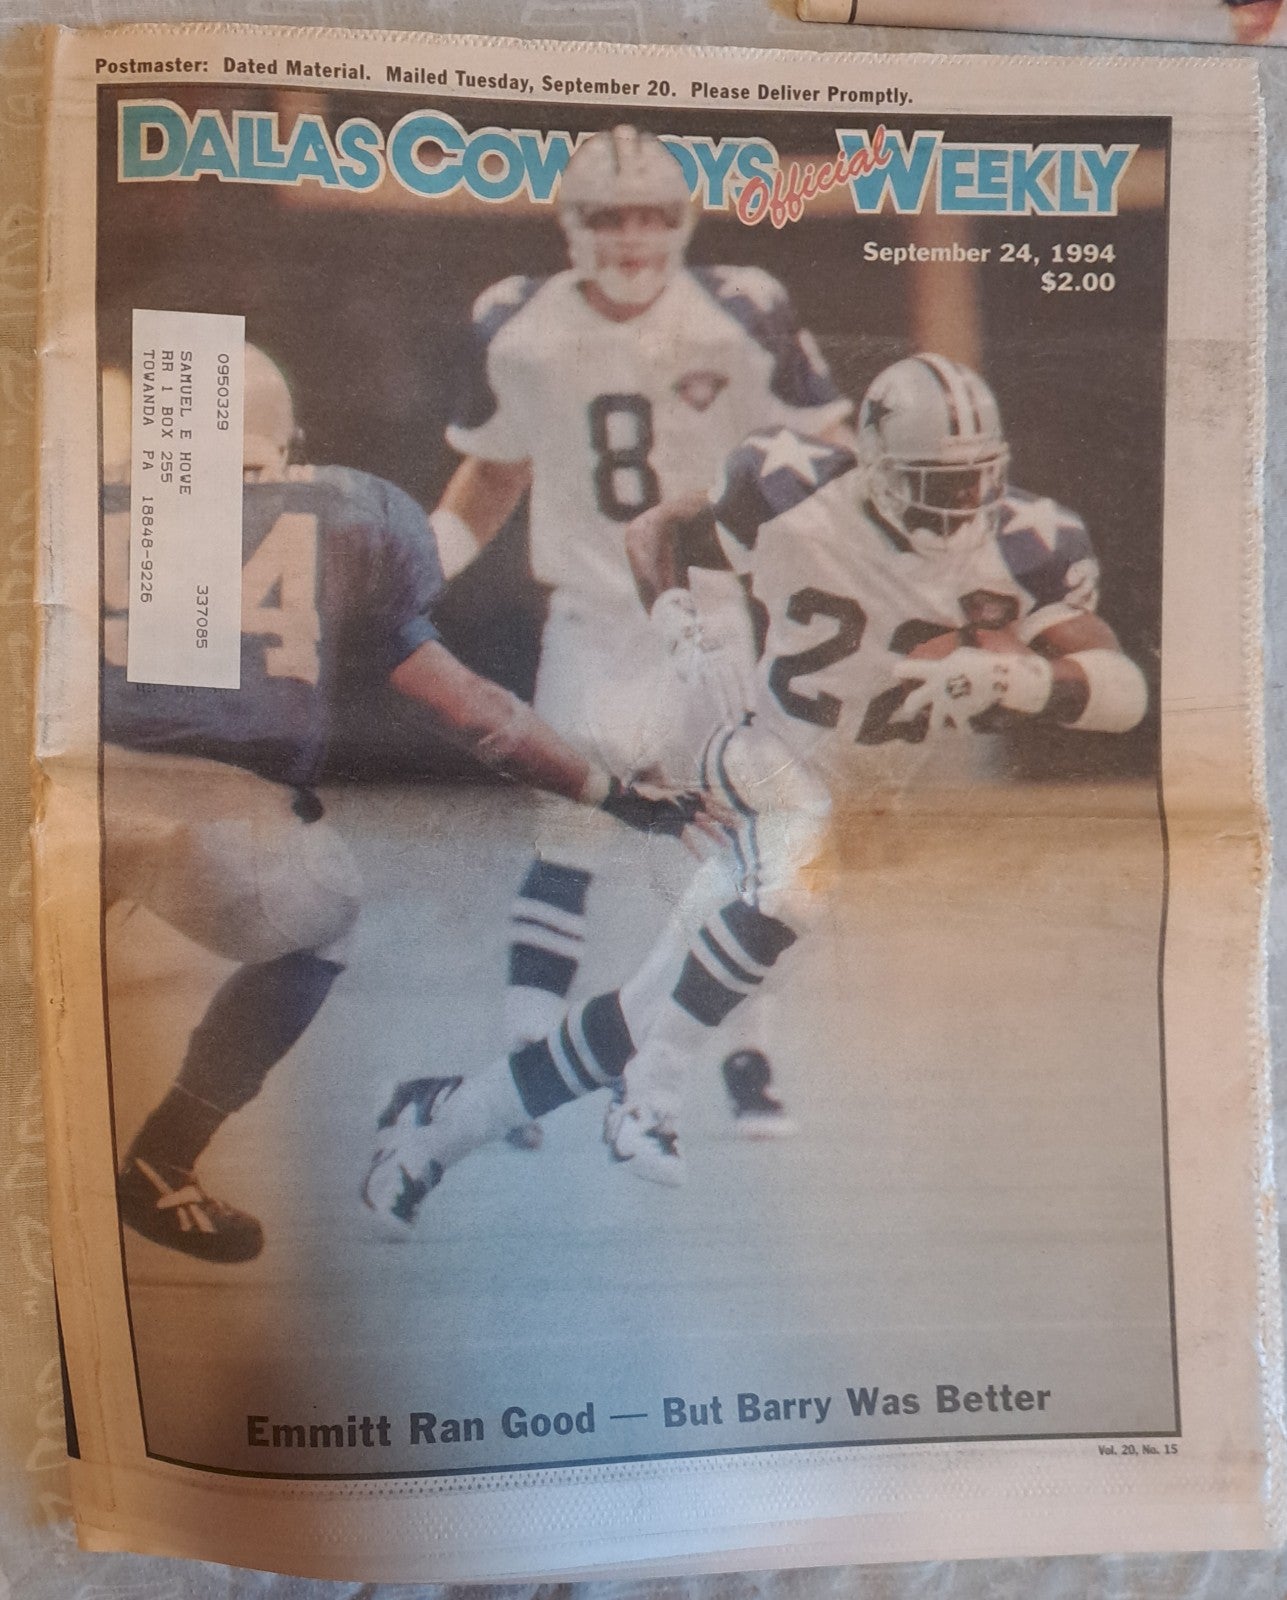 Postmaster: Dated Material. Mailed Tuesday, September 20. Please Deliver Promptly.
DALLAS COWBOYS Official WEEKLY
September 24, 1994
$2.00
0950329
337085
SAMUEL E HOWE
RR 1 BOX 255
TOWANDA PA 18848-9226
8
22
2
4
Emmitt Ran Good — But Barry Was Better
Vol. 20, No. 15